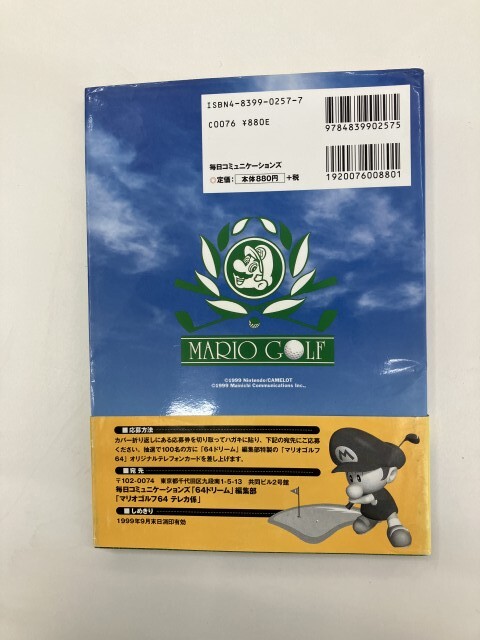 ISBN4-8399-0257-7
C0076 ¥880E
9784839902575
毎日コミュニケーションズ
定価： 本体880円 +税
1920076008801
MARIO GOLF
©1999 Nintendo/CAMELOT
©1999 Mainichi Communications Inc.,
■応募方法
カバー折り返しにある応募券を切り取ってハガキに貼り、下記の宛先にご応募
ください。抽選で100名の方に「64ドリーム」編集部特製の「マリオゴルフ
64」オリジナルテレフォンカードを差し上げます。
■宛 先
〒102-0074 東京都千代田区九段南1-5-13 共同ビル2号館
毎日コミュニケーションズ「64ドリーム」編集部
「マリオゴルフ64 テレカ係」
■しめきり
1999年9月末日消印有効
M